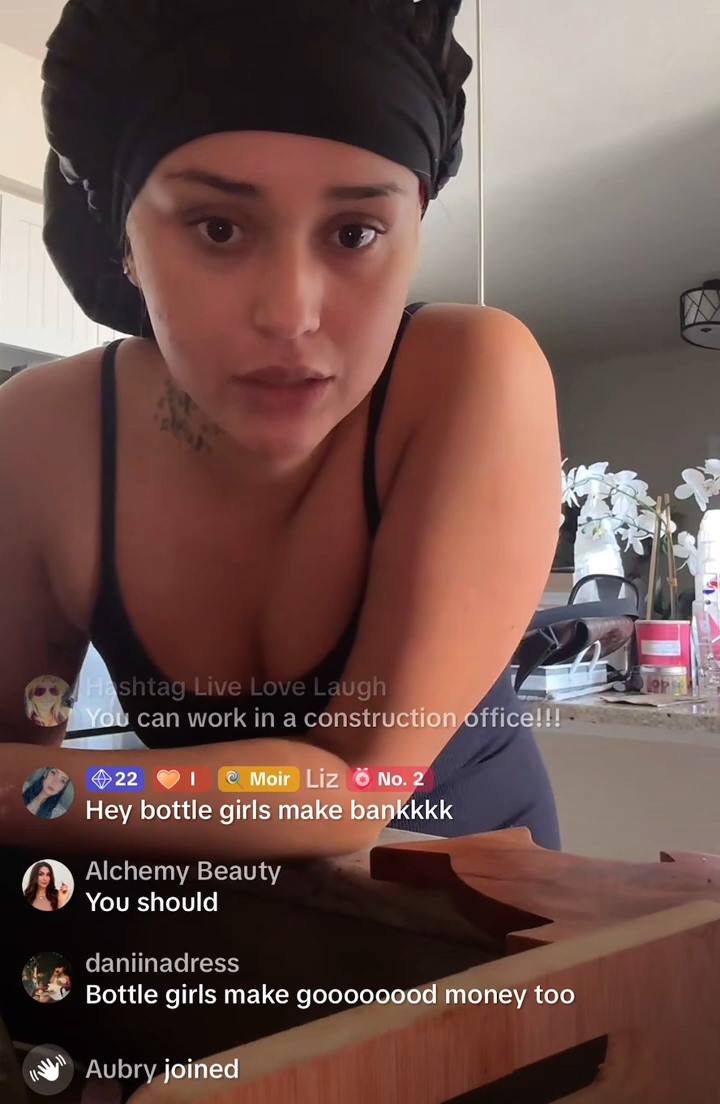 Hashtag Live Love Laugh
You can work in a construction office!!!
22 I Moir Liz No. 2
Hey bottle girls make bankkkk
Alchemy Beauty
You should
daniinadress
Bottle girls make goooooood money too
Aubry joined